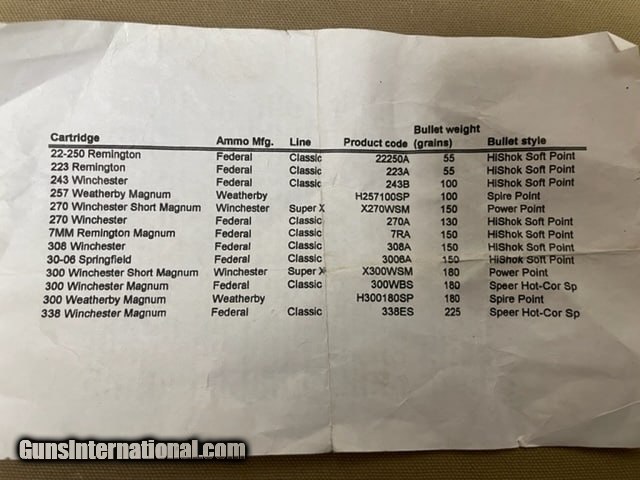 Cartridge Ammo Mfg. Line Product code Bullet weight (grains) Bullet style
22-250 Remington Federal Classic 22250A 55 HiShok Soft Point
223 Remington Federal Classic 223A 55 HiShok Soft Point
243 Winchester Federal Classic 243B 100 HiShok Soft Point
257 Weatherby Magnum Weatherby H257100SP 100 Spire Point
270 Winchester Short Magnum Winchester Super X X270WSM 150 Power Point
270 Winchester Federal Classic 270A 130 HiShok Soft Point
7MM Remington Magnum Federal Classic 7RA 150 HiShok Soft Point
308 Winchester Federal Classic 308A 150 HiShok Soft Point
30-06 Springfield Federal Classic 3006A 150 HiShok Soft Point
300 Winchester Short Magnum Winchester Super X X300WSM 180 Power Point
300 Winchester Magnum Federal Classic 300WBS 180 Speer Hot-Cor Sp
300 Weatherby Magnum Weatherby H300180SP 180 Spire Point
338 Winchester Magnum Federal Classic 338ES 225 Speer Hot-Cor Sp
GunsInternational.com